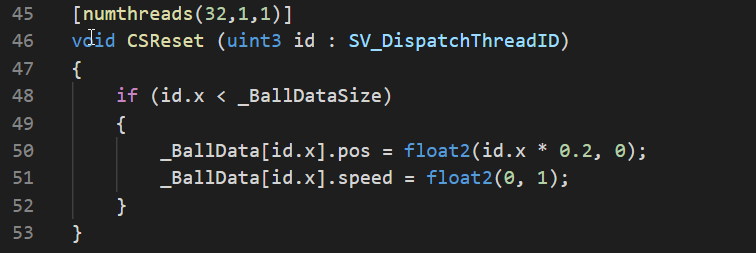 45 [numthreads(32,1,1)]
46 void CSReset (uint3 id : SV_DispatchThreadID)
47 {
48     if (id.x < _BallDataSize)
49     {
50         _BallData[id.x].pos = float2(id.x * 0.2, 0);
51         _BallData[id.x].speed = float2(0, 1);
52     }
53 }